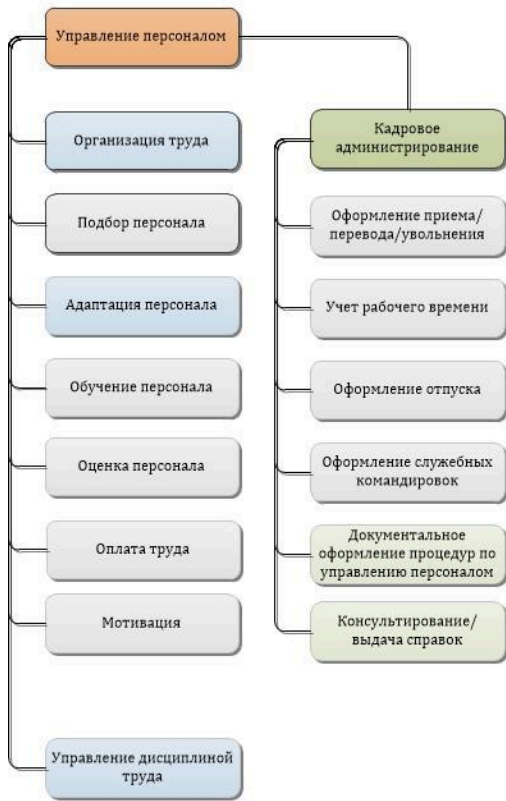 Управление персоналом
Организация труда
Подбор персонала
Адаптация персонала
Обучение персонала
Оценка персонала
Оплата труда
Мотивация
Управление дисциплиной
труда
Кадровое
администрирование
Оформление приема/
перевода/увольнения
Учет рабочего времени
Оформление отпуска
Оформление служебных
командировок
Документальное
оформление процедур по
управлению персоналом
Консультирование/
выдача справок